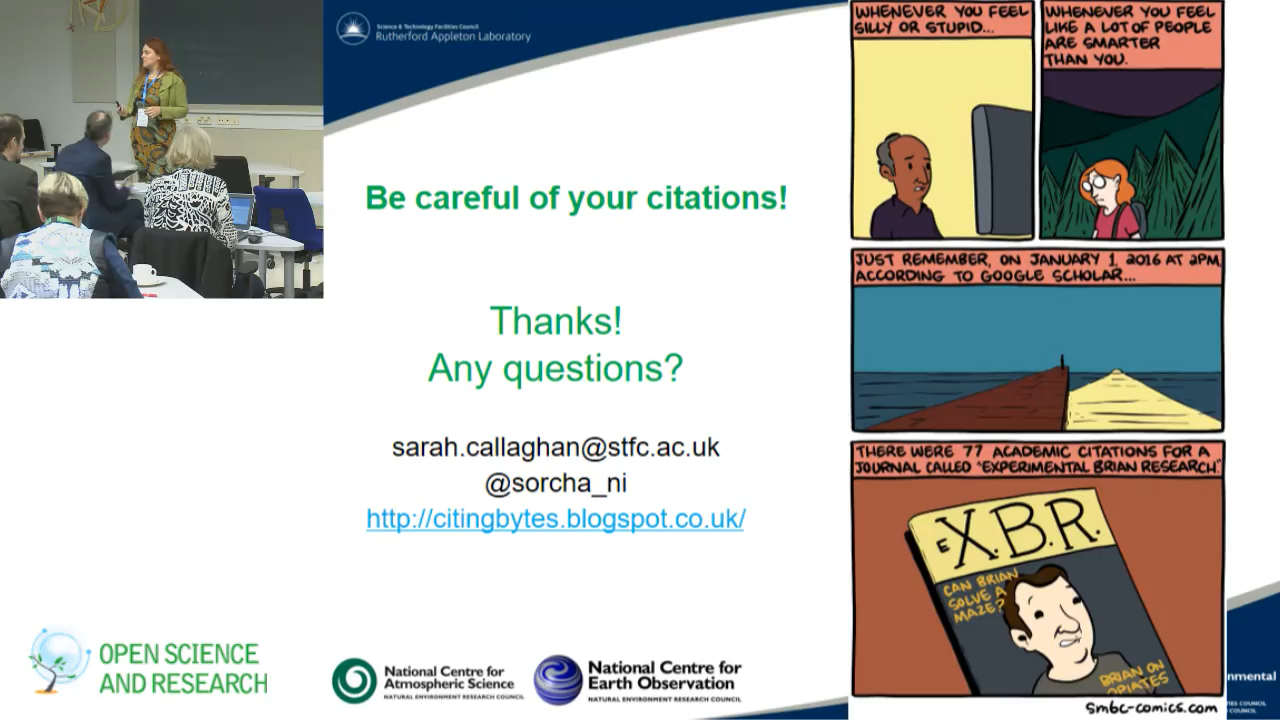 Science & Technology Facilities Council
Rutherford Appleton Laboratory
Be careful of your citations!
Thanks!
Any questions?
sarah.callaghan@stfc.ac.uk
@sorcha_ni
http://citingbytes.blogspot.co.uk/
OPEN SCIENCE
AND RESEARCH
National Centre for
Atmospheric Science
NATURAL ENVIRONMENT RESEARCH COUNCIL
National Centre for
Earth Observation
NATURAL ENVIRONMENT RESEARCH COUNCIL
WHENEVER YOU FEEL
SILLY OR STUPID...
WHENEVER YOU FEEL
LIKE A LOT OF PEOPLE
ARE SMARTER
THAN YOU.
JUST REMEMBER, ON JANUARY 1, 2016 AT 2PM,
ACCORDING TO GOOGLE SCHOLAR...
THERE WERE 77 ACADEMIC CITATIONS FOR A
JOURNAL CALLED "EXPERIMENTAL BRIAN RESEARCH."
EX.B.R.
CAN BRIAN
SOLVE A
MAZE?
BRIAN ON
OPIATES
smbc-comics.com
nmental
COUNCIL